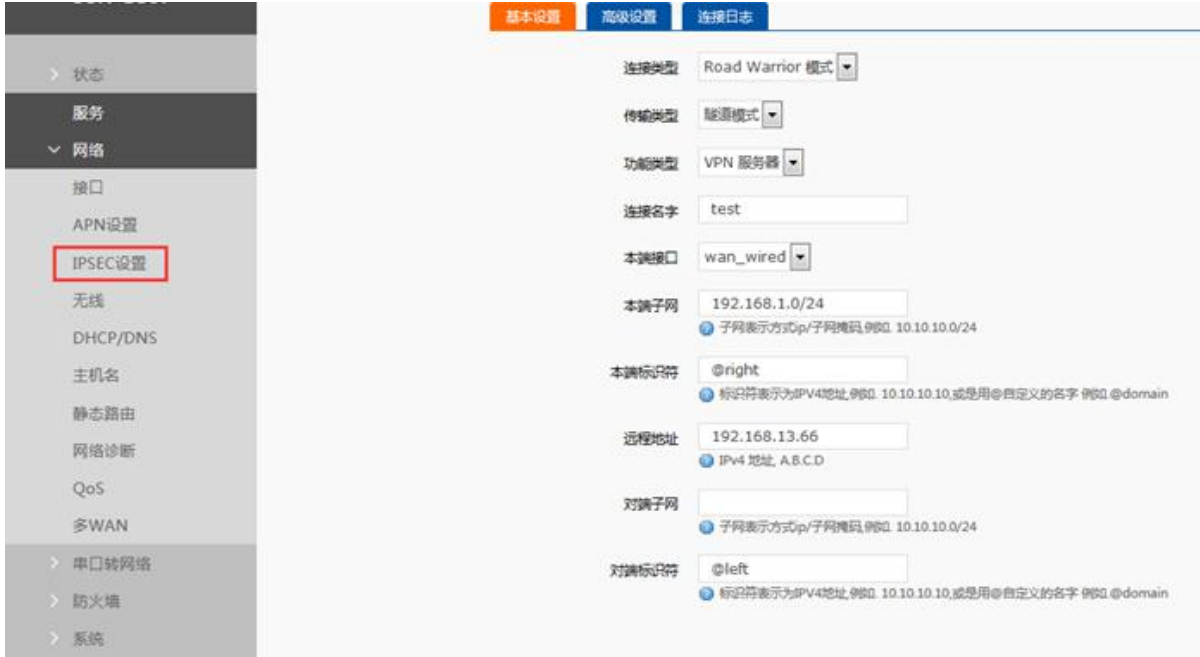 状态
服务
网络
接口
APN设置
IPSEC设置
无线
DHCP/DNS
主机名
静态路由
网络诊断
QoS
多WAN
串口转网络
防火墙
系统
基本设置 高级设置 连接日志
连接类型 Road Warrior 模式
传输类型 隧道模式
功能类型 VPN 服务器
连接名字 test
本端接口 wan_wired
本端子网 192.168.1.0/24
子网表示方式ip/子网掩码,例如. 10.10.10.0/24
本端标识符 @right
标识符表示为IPV4地址,例如. 10.10.10.10,或是用@自定义的名字 例如.@domain
远程地址 192.168.13.66
IPv4 地址, A.B.C.D
对端子网
子网表示方式ip/子网掩码,例如. 10.10.10.0/24
对端标识符 @left
标识符表示为IPV4地址,例如. 10.10.10.10,或是用@自定义的名字 例如.@domain